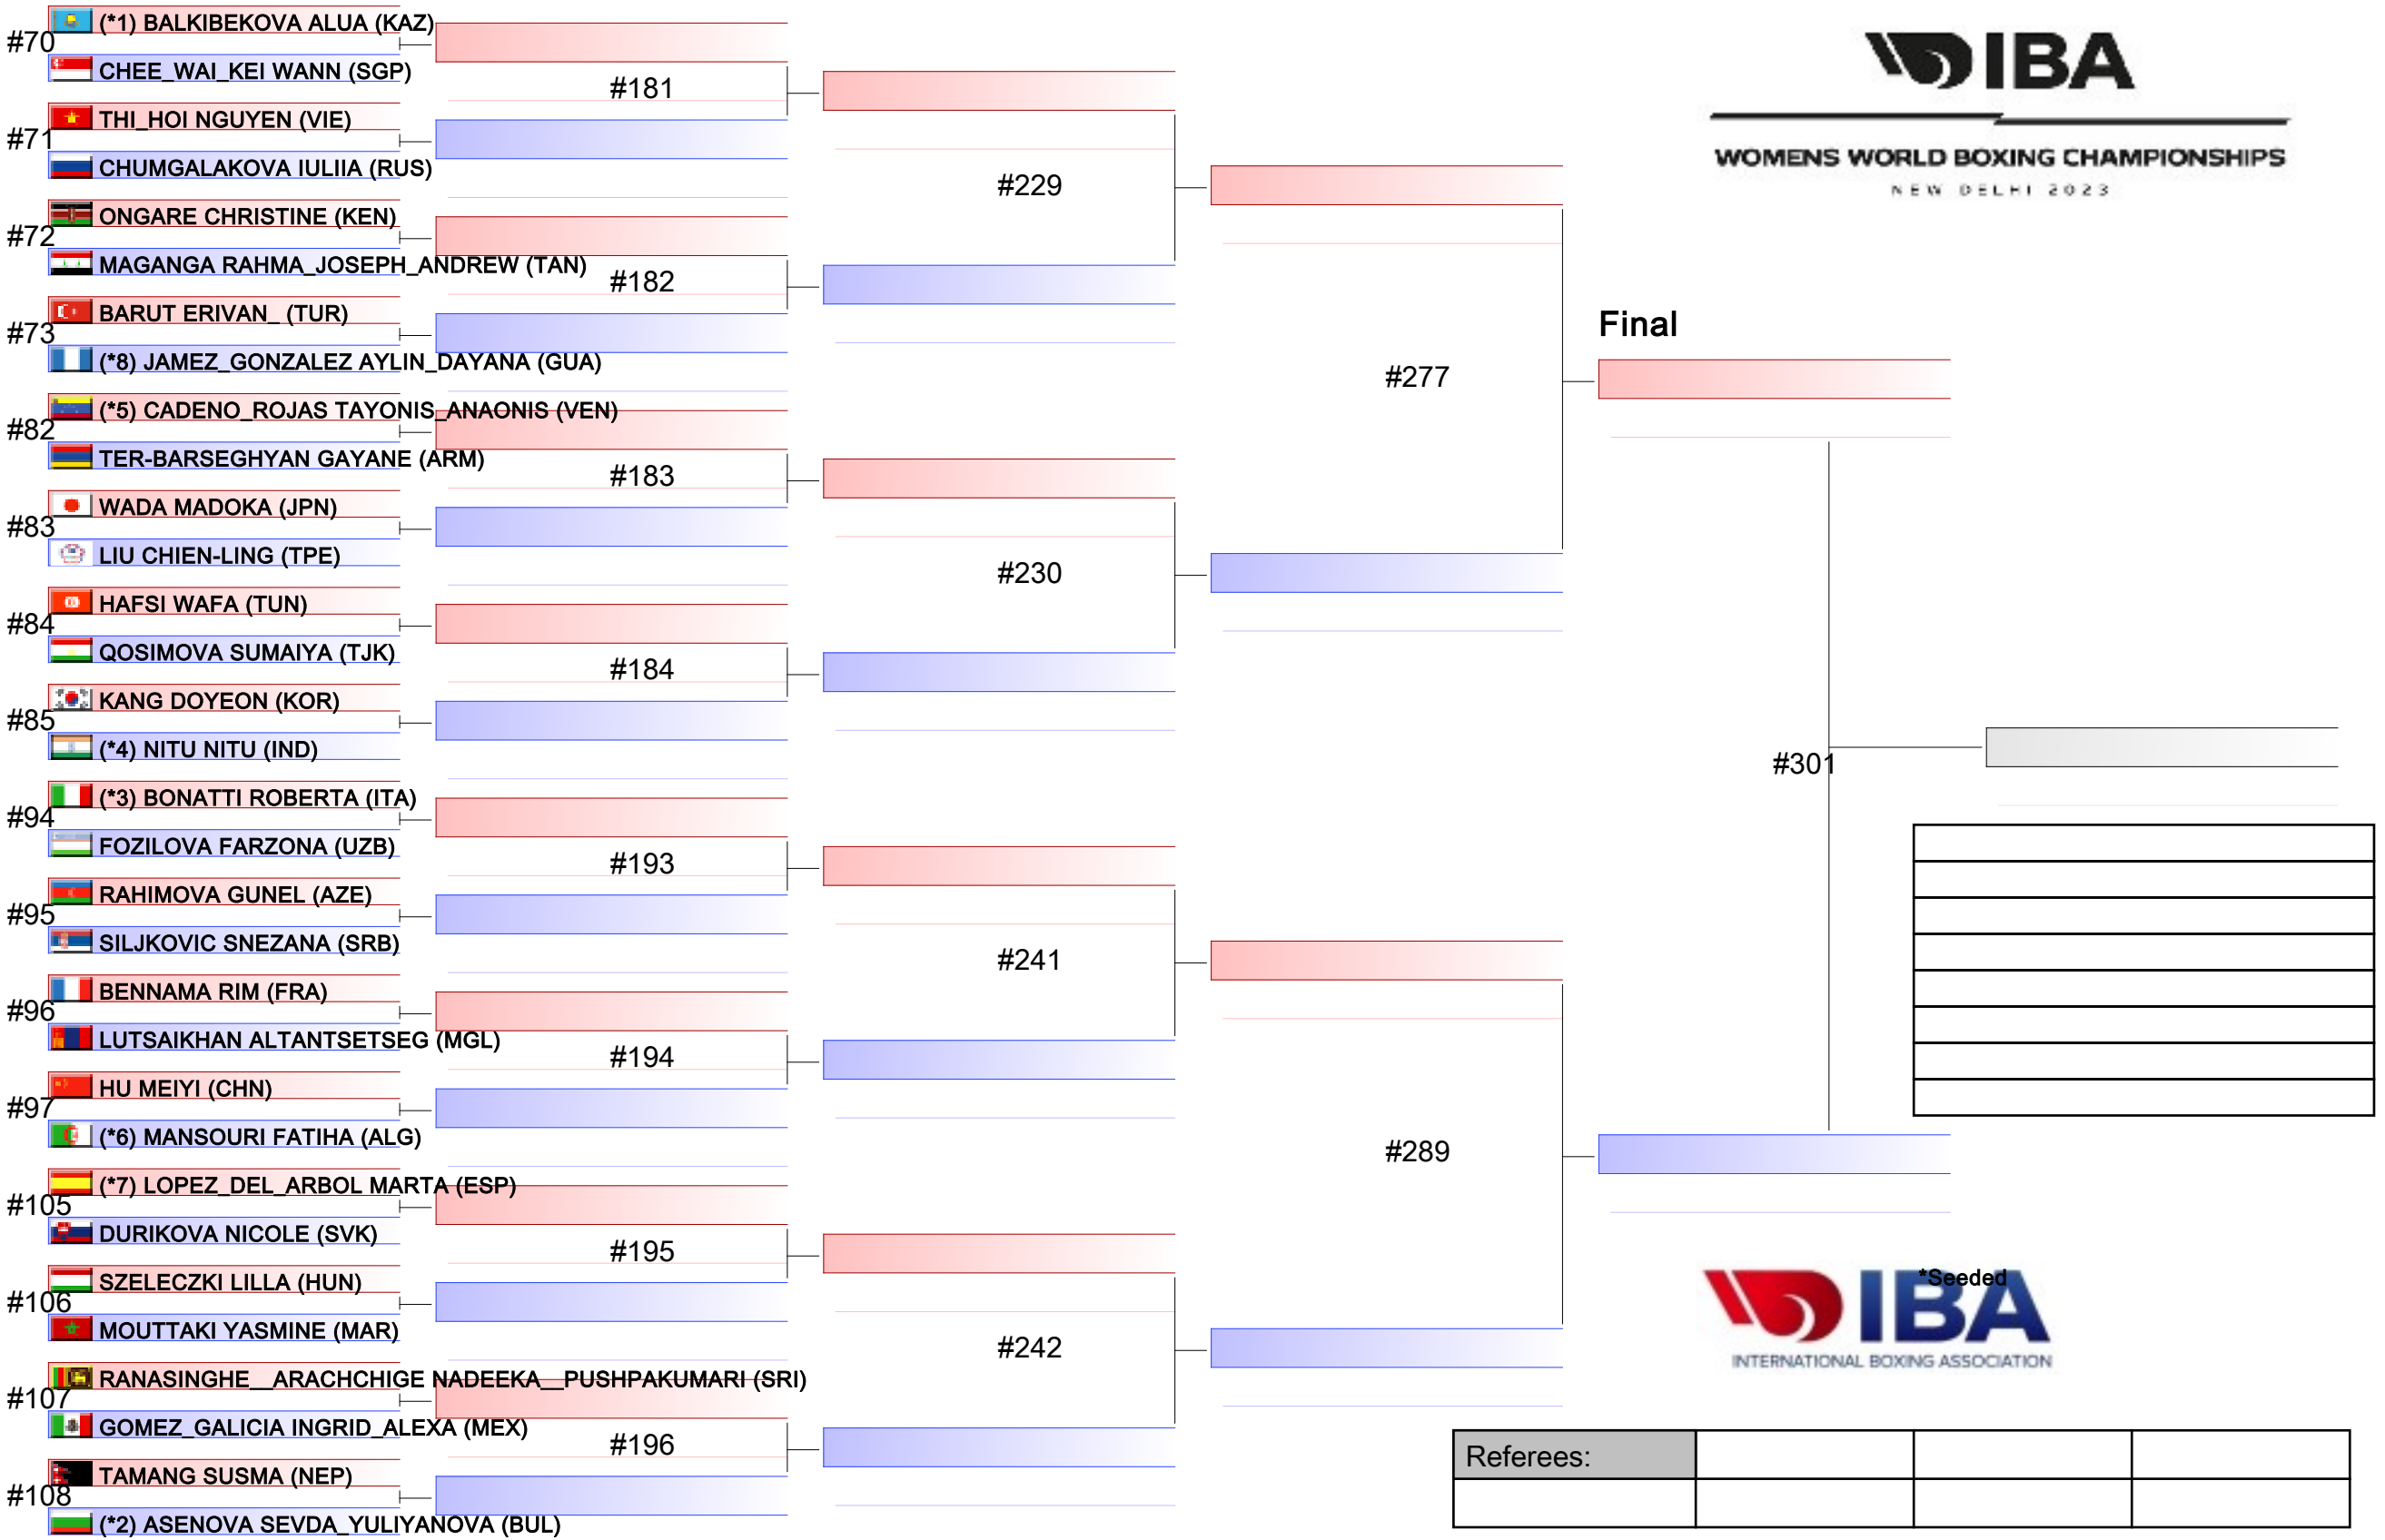 #70
(*1) BALKIBEKOVA ALUA (KAZ)
CHEE_WAI_KEI WANN (SGP)
#71
THI_HOI NGUYEN (VIE)
CHUMGALAKOVA IULIIA (RUS)
#72
ONGARE CHRISTINE (KEN)
MAGANGA RAHMA_JOSEPH_ANDREW (TAN)
#73
BARUT ERIVAN_ (TUR)
(*8) JAMEZ_GONZALEZ AYLIN_DAYANA (GUA)
#82
(*5) CADENO_ROJAS TAYONIS_ANAONIS (VEN)
TER-BARSEGHYAN GAYANE (ARM)
#83
WADA MADOKA (JPN)
LIU CHIEN-LING (TPE)
#84
HAFSI WAFA (TUN)
QOSIMOVA SUMAIYA (TJK)
#85
KANG DOYEON (KOR)
(*4) NITU NITU (IND)
#94
(*3) BONATTI ROBERTA (ITA)
FOZILOVA FARZONA (UZB)
#95
RAHIMOVA GUNEL (AZE)
SILJKOVIC SNEZANA (SRB)
#96
BENNAMA RIM (FRA)
LUTSAIKHAN ALTANTSETSEG (MGL)
#97
HU MEIYI (CHN)
(*6) MANSOURI FATIHA (ALG)
#105
(*7) LOPEZ_DEL_ARBOL MARTA (ESP)
DURIKOVA NICOLE (SVK)
#106
SZELECZKI LILLA (HUN)
MOUTTAKI YASMINE (MAR)
#107
RANASINGHE__ARACHCHIGE NADEEKA__PUSHPAKUMARI (SRI)
GOMEZ_GALICIA INGRID_ALEXA (MEX)
#108
TAMANG SUSMA (NEP)
(*2) ASENOVA SEVDA_YULIYANOVA (BUL)
#181
#182
#183
#184
#193
#194
#195
#196
#229
#230
#241
#242
#277
#289
Final
#301
IBA
WOMENS WORLD BOXING CHAMPIONSHIPS
NEW DELHI 2023
*Seeded
IBA
INTERNATIONAL BOXING ASSOCIATION
Referees: